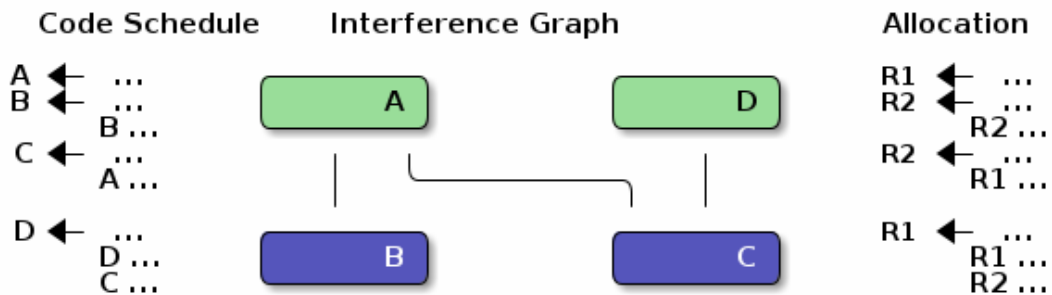 Code Schedule Interference Graph Allocation
A ... R1 ...
B ... A D R2 ...
B ... R2 ...
C ... R2 ...
A ... R1 ...
D ... R1 ...
D ... B C R1 ...
C ... R2 ...